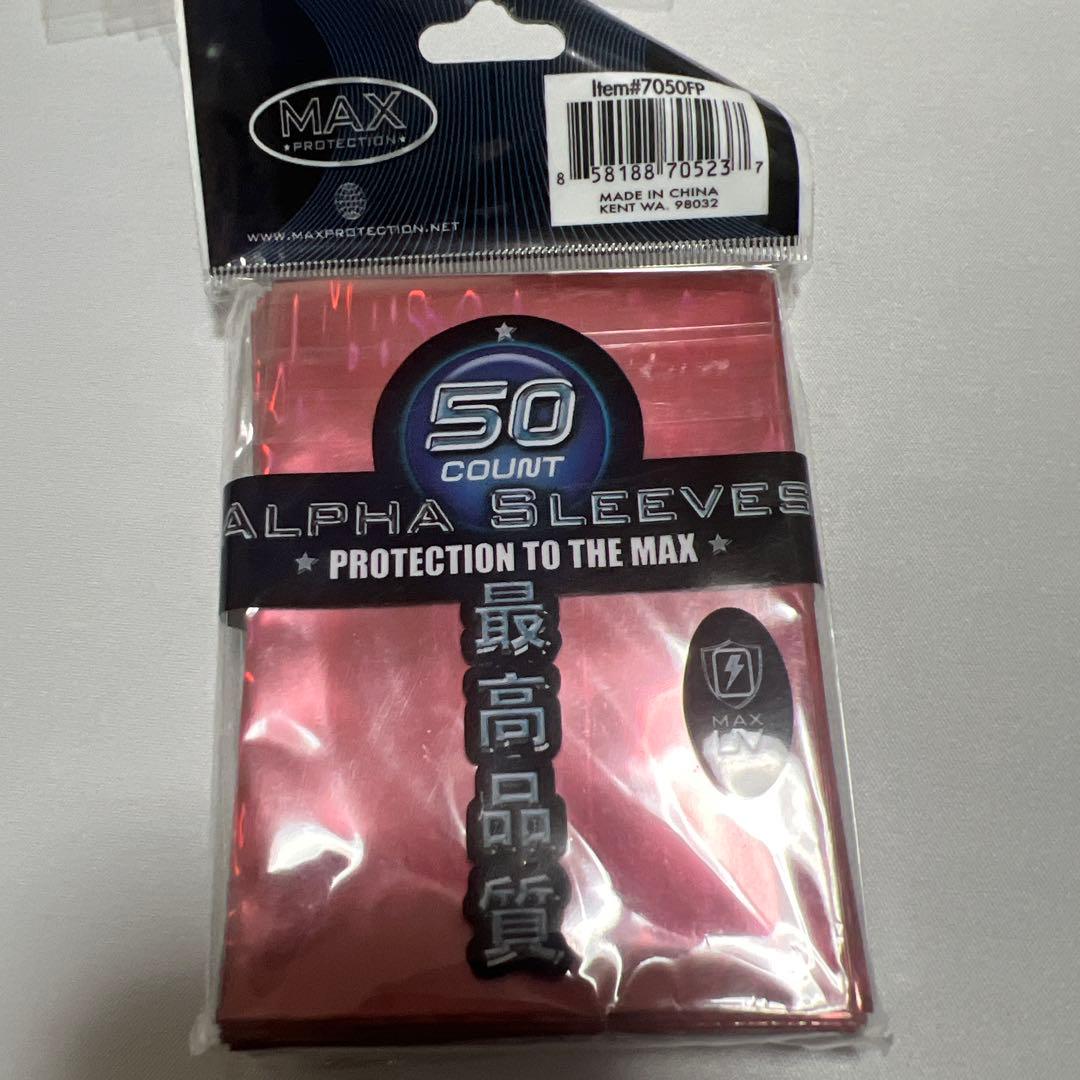 MAX
PROTECTION
WWW.MAXPROTECTION.NET
Item#7050FP
8 58188 70523 7
MADE IN CHINA
KENT WA. 98032
50
COUNT
ALPHA SLEEVES
PROTECTION TO THE MAX
最
高
品
質
MAX
UV